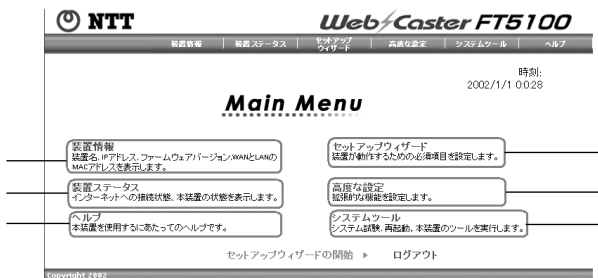 NTT
Web Caster FT5100
装置情報 装置ステータス セットアップウィザード 高度な設定 システムツール ヘルプ
時刻:
2002/1/1 0:0:28
Main Menu
装置情報
装置名、IPアドレス、ファームウェアバージョン、WANとLANの
MACアドレスを表示します。
セットアップウィザード
装置が動作するための必須項目を設定します。
装置ステータス
インターネットへの接続状態、本装置の状態を表示します。
高度な設定
拡張的な機能を設定します。
ヘルプ
本装置を使用するにあたってのヘルプです。
システムツール
システム試験、再起動、本装置のツールを実行します。
セットアップウィザードの開始 ▶ ログアウト
Copyright 2002